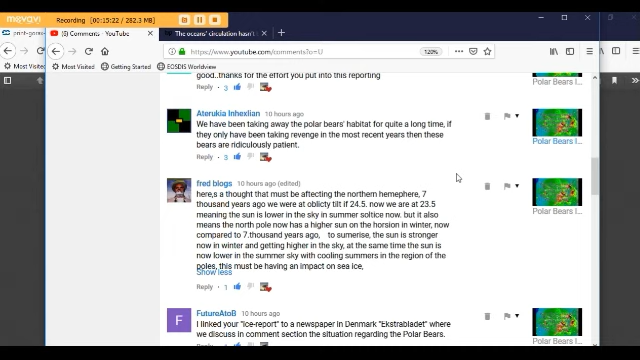 movavi
Recording | 00:15:22 | 282.3 MB
print-gora
(1) Comments - YouTube
The oceans' circulation hasn't
https://www.youtube.com/comments?o=U
120%
Most Visited
Most Visited
Getting Started
EOSDIS Worldview
Most Visited
good..thanks for the effort you put into this reporting
Reply 3
Polar Bears I...
Aterukia Inhexlian 10 hours ago
We have been taking away the polar bears' habitat for quite a long time, if
they only have been taking revenge in the most recent years then these
bears are ridiculously patient.
Reply 3
Polar Bears I...
fred blogs 10 hours ago (edited)
here,s a thought that must be aftecting the northern hemephere, 7
thousand years ago we were at oblicty tilt if 24.5. now we are at 23.5
meaning the sun is lower in the sky in summer soltice now. but it also
means the north pole now has a higher sun on the horsion in winter, now
compared to 7.thousand years ago, to sumerise, the sun is stronger
now in winter and getting higher in the sky, at the same time the sun is
now lower in the summer sky with cooling summers in the region of the
poles, this must be having an impact on sea ice,
Show less
Reply 1
Polar Bears I...
F
FutureAtoB 10 hours ago
I linked your "ice-report" to a newspaper in Denmark "Ekstrabladet" where
we discuss in comment section the situation regarding the Polar Bears.
Polar Bears I...